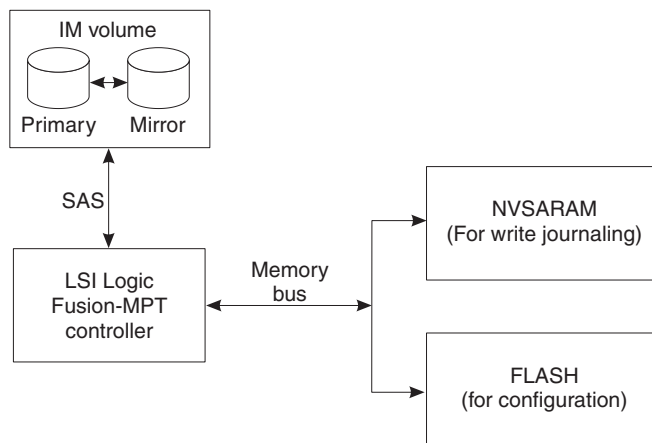 IM volume
Primary
Mirror
SAS
LSI Logic
Fusion-MPT
controller
Memory
bus
NVSARAM
(For write journaling)
FLASH
(for configuration)